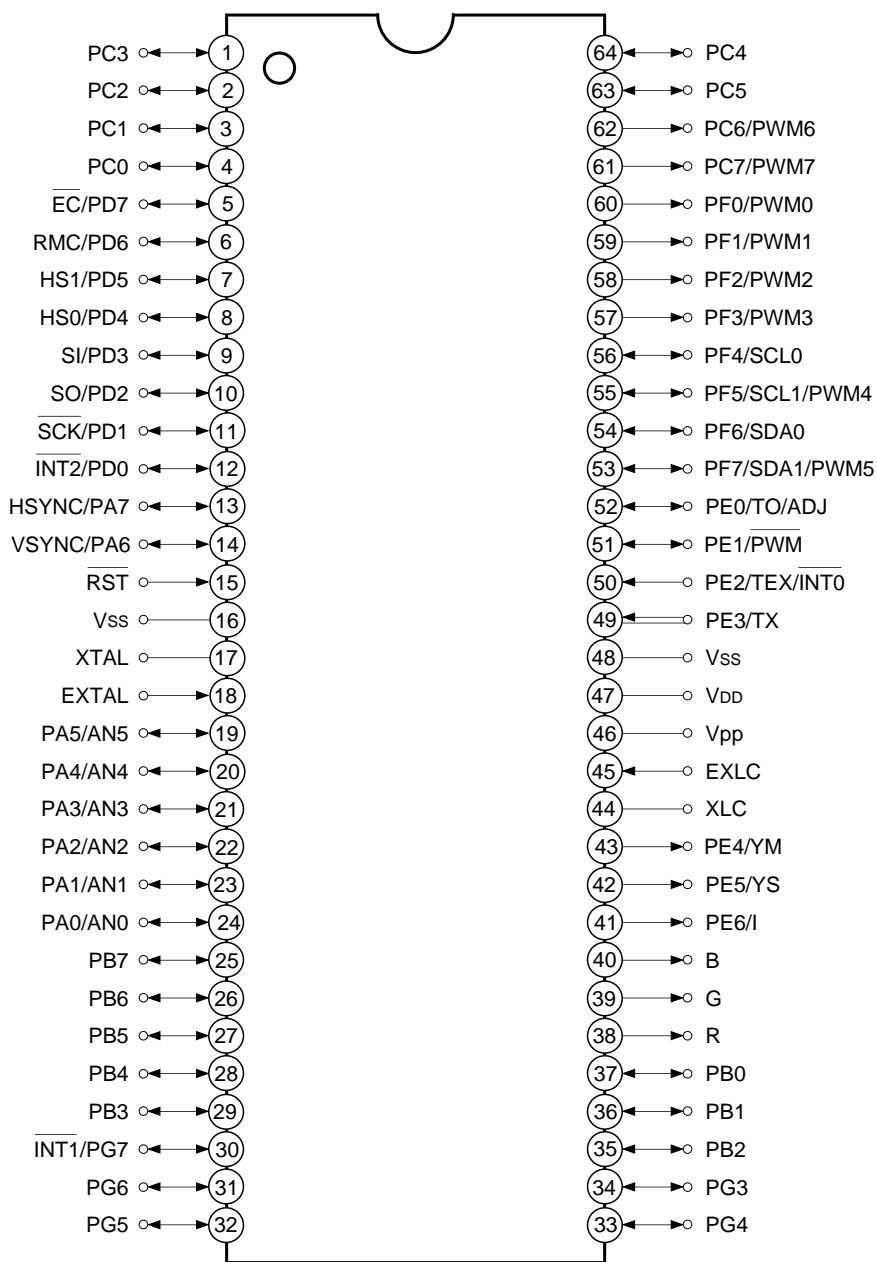 PC3 1 64 PC4
PC2 2 63 PC5
PC1 3 62 PC6/PWM6
PC0 4 61 PC7/PWM7
E̅C̅/PD7 5 60 PF0/PWM0
RMC/PD6 6 59 PF1/PWM1
HS1/PD5 7 58 PF2/PWM2
HS0/PD4 8 57 PF3/PWM3
SI/PD3 9 56 PF4/SCL0
SO/PD2 10 55 PF5/SCL1/PWM4
S̅C̅K̅/PD1 11 54 PF6/SDA0
I̅N̅T̅2̅/PD0 12 53 PF7/SDA1/PWM5
HSYNC/PA7 13 52 PE0/TO/ADJ
VSYNC/PA6 14 51 PE1/P̅W̅M̅
R̅S̅T̅ 15 50 PE2/TEX/I̅N̅T̅0̅
Vss 16 49 PE3/TX
XTAL 17 48 Vss
EXTAL 18 47 VDD
PA5/AN5 19 46 Vpp
PA4/AN4 20 45 EXLC
PA3/AN3 21 44 XLC
PA2/AN2 22 43 PE4/YM
PA1/AN1 23 42 PE5/YS
PA0/AN0 24 41 PE6/I
PB7 25 40 B
PB6 26 39 G
PB5 27 38 R
PB4 28 37 PB0
PB3 29 36 PB1
I̅N̅T̅1̅/PG7 30 35 PB2
PG6 31 34 PG3
PG5 32 33 PG4